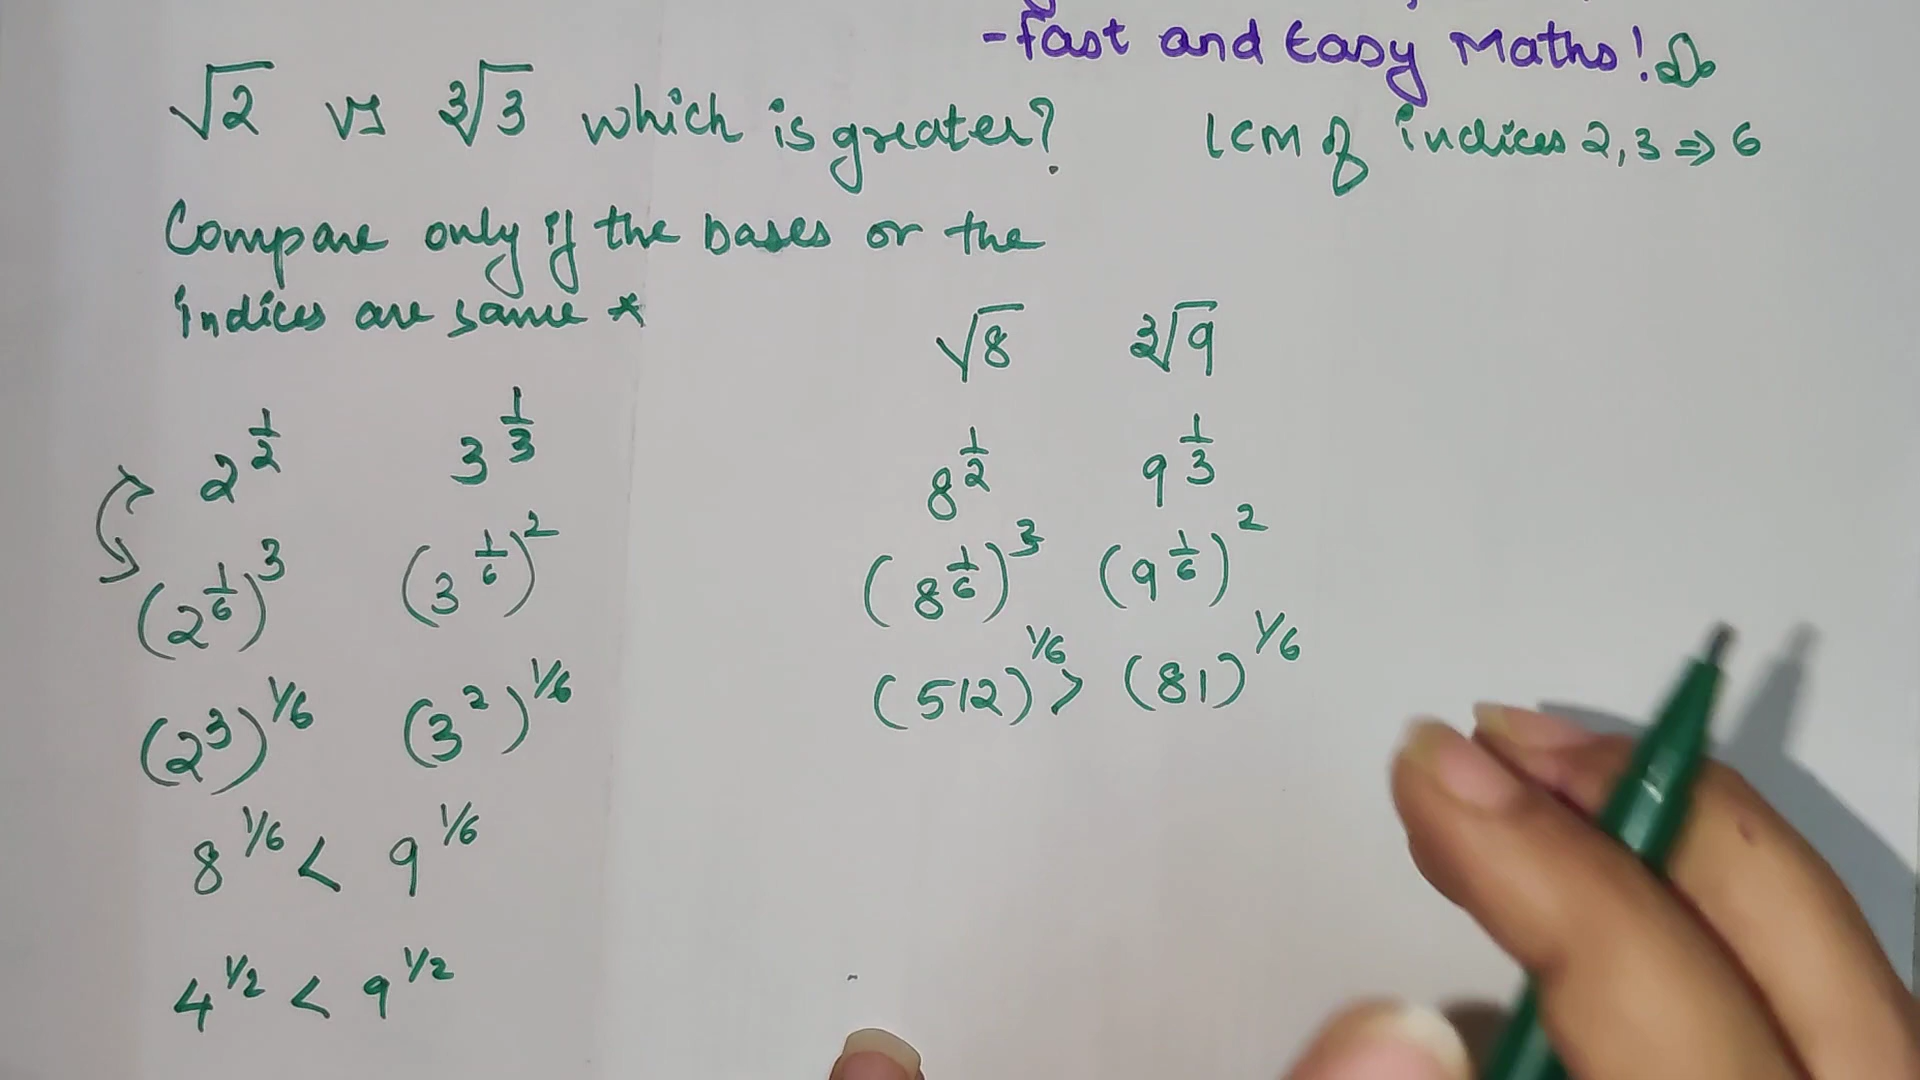 -Fast and Easy Maths!
√2 vs ∛3 which is greater?
LCM of indices 2,3 ⇒ 6
Compare only if the bases or the
indices are same *
2^(1/2) 3^(1/3)
(2^(1/6))^3 (3^(1/6))^2
(2^3)^(1/6) (3^2)^(1/6)
8^(1/6) < 9^(1/6)
4^(1/2) < 9^(1/2)
√8 ∛9
8^(1/2) 9^(1/3)
(8^(1/6))^3 (9^(1/6))^2
(512)^(1/6) > (81)^(1/6)